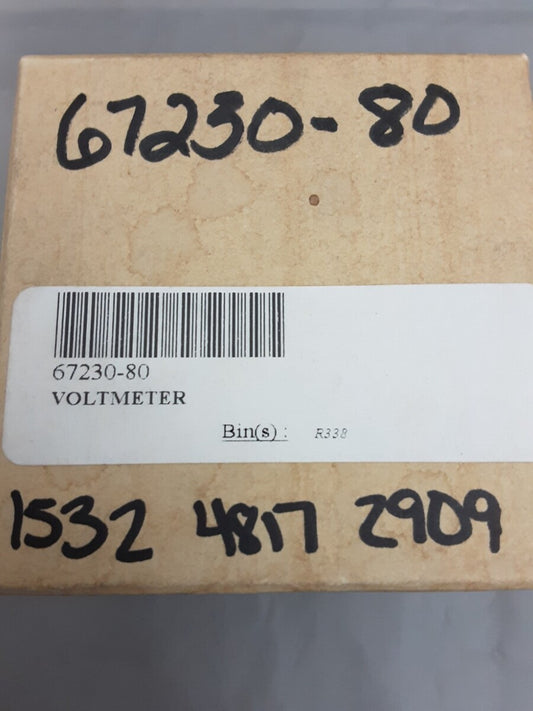 67230-80
67230-80
VOLTMETER
Bin(s) : R338
1532 4817 2909